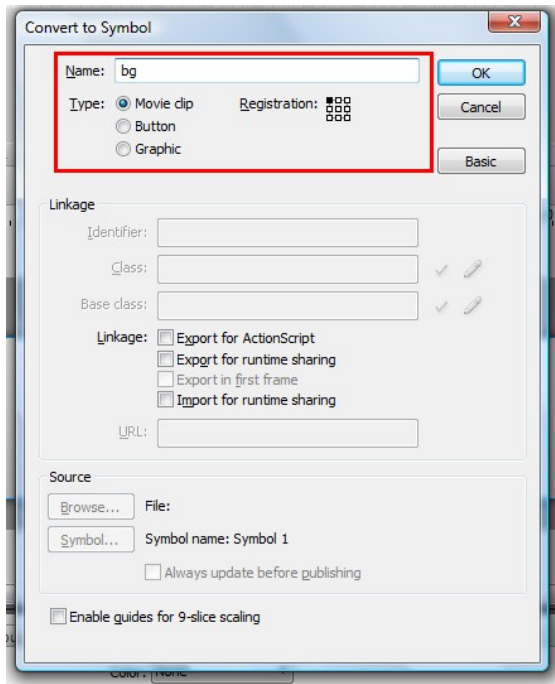 Convert to Symbol
Name: bg
OK
Type: Movie clip Registration:
Cancel
Button
Graphic
Basic
Linkage
Identifier:
Class:
Base class:
Linkage: Export for ActionScript
Export for runtime sharing
Export in first frame
Import for runtime sharing
URL:
Source
Browse... File:
Symbol... Symbol name: Symbol 1
Always update before publishing
Enable guides for 9-slice scaling
Color: None